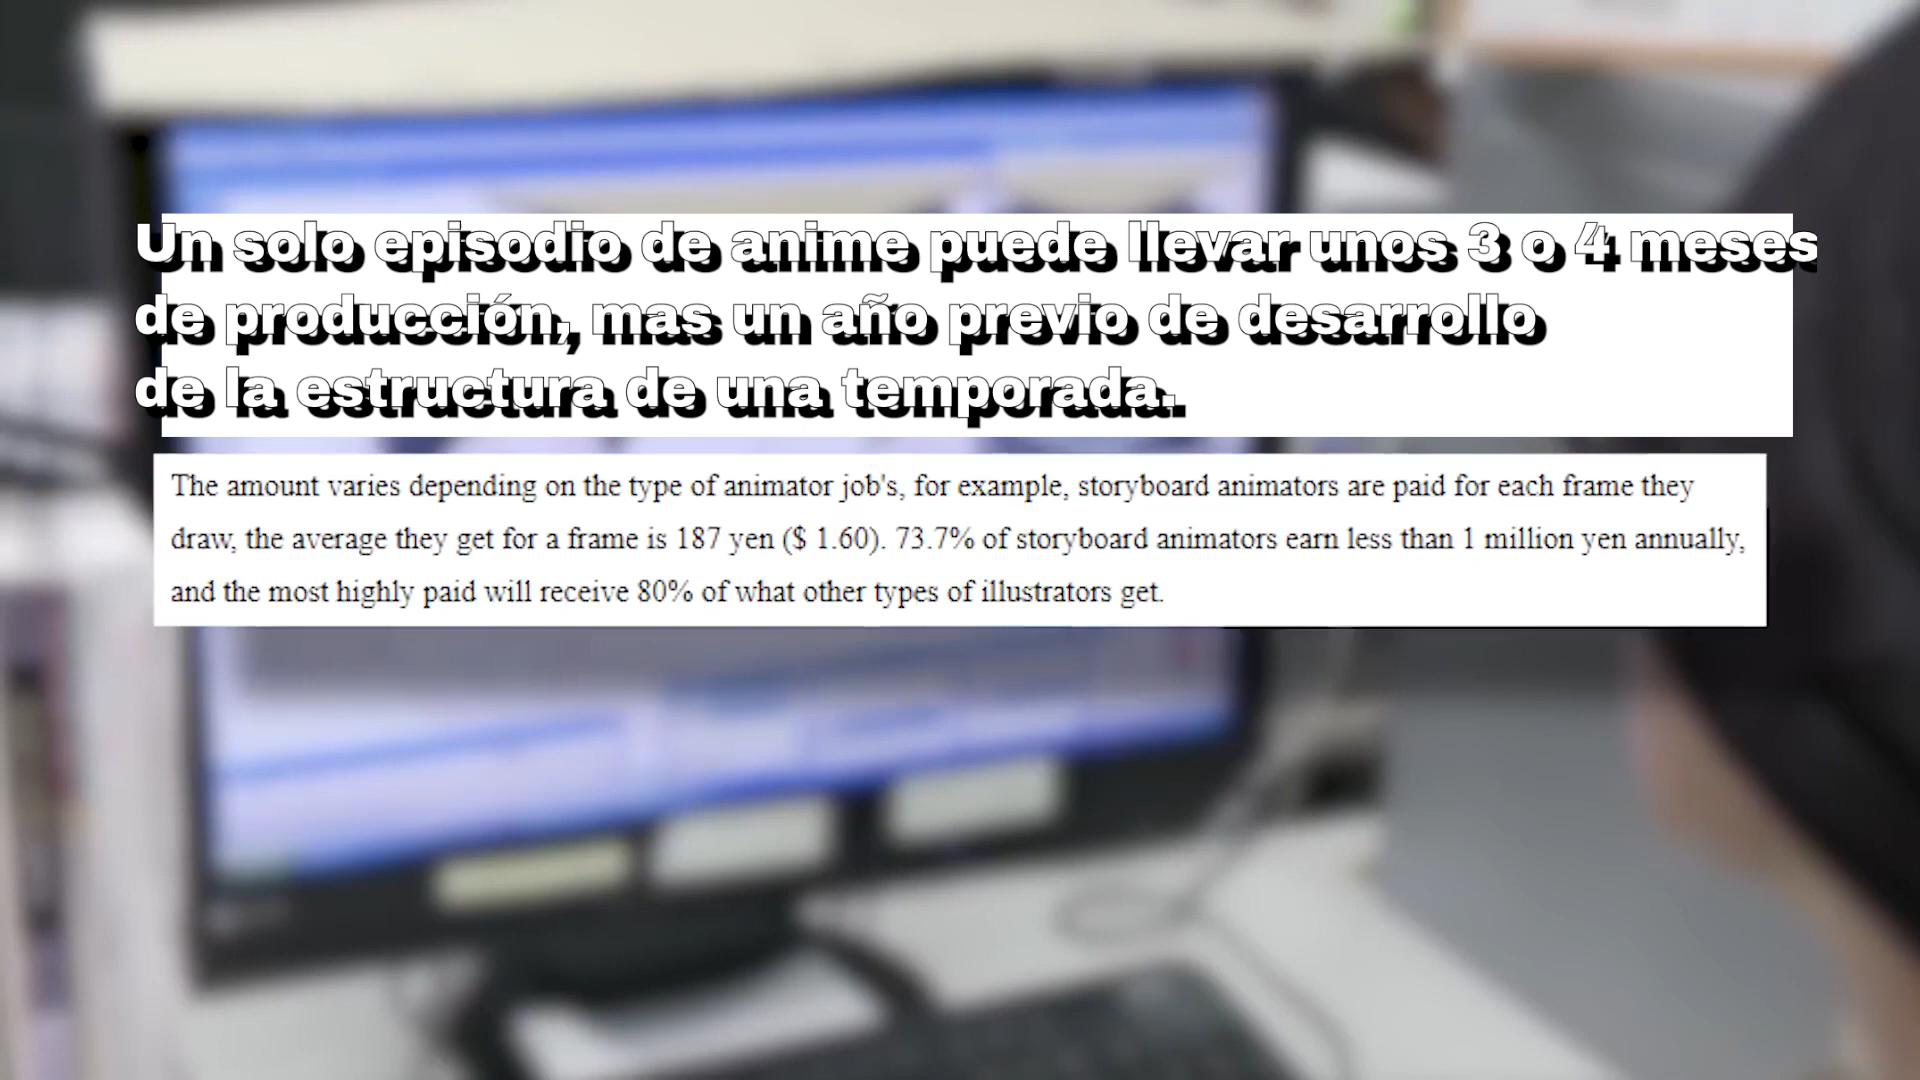 Un solo episodio de anime puede llevar unos 3 o 4 meses
de producción, mas un año previo de desarrollo
de la estructura de una temporada.
The amount varies depending on the type of animator job's, for example, storyboard animators are paid for each frame they
draw, the average they get for a frame is 187 yen ($ 1.60). 73.7% of storyboard animators earn less than 1 million yen annually,
and the most highly paid will receive 80% of what other types of illustrators get.